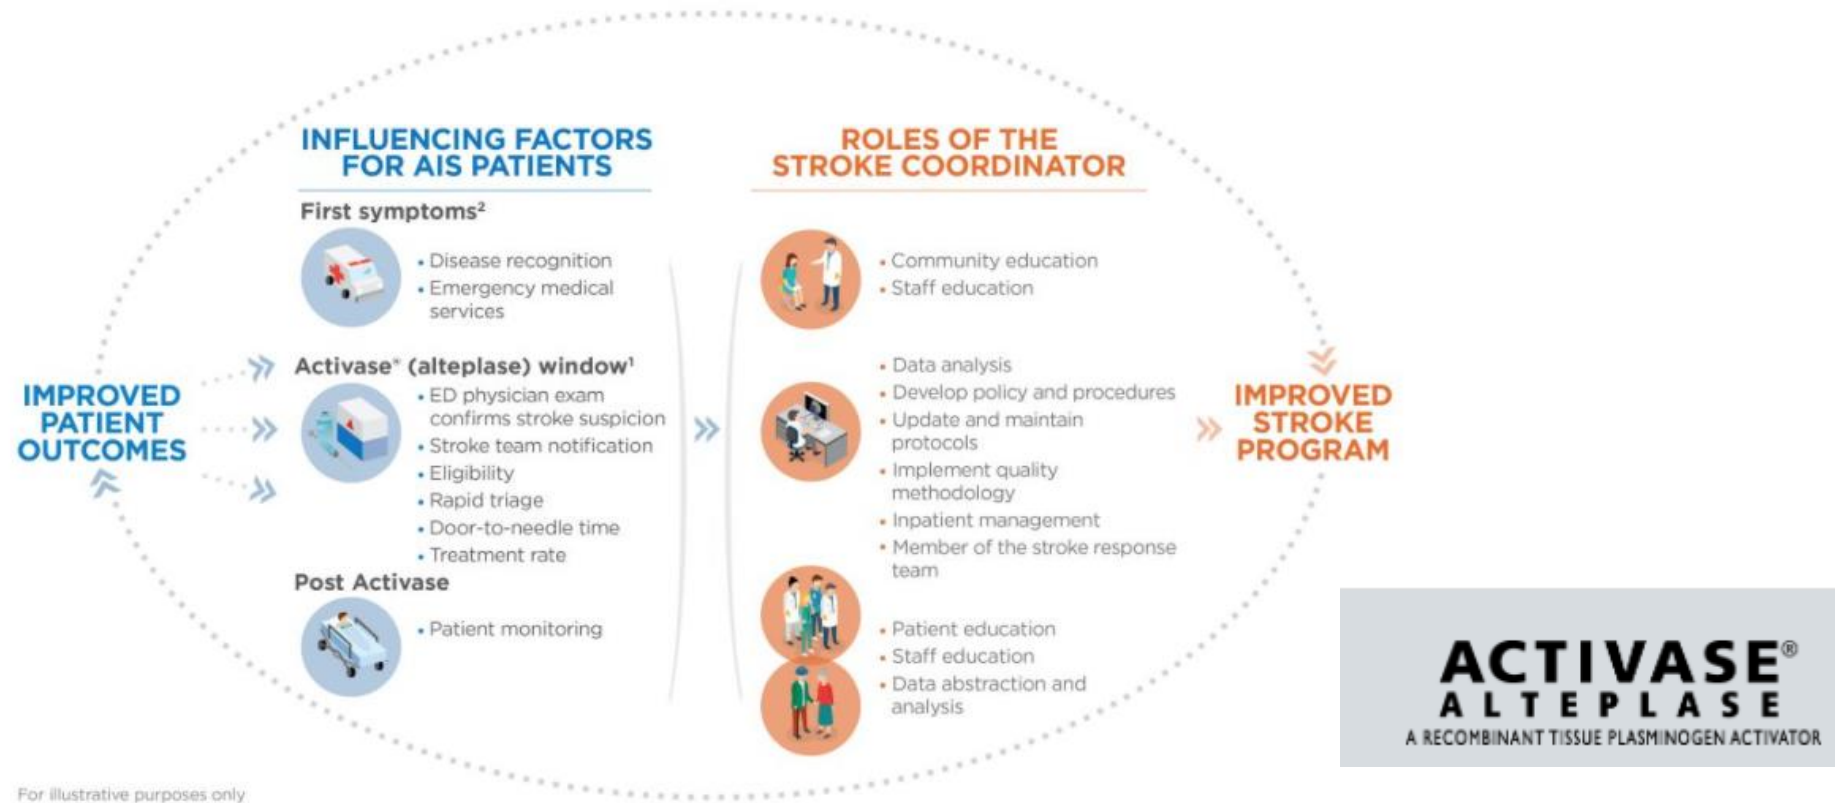 INFLUENCING FACTORS
FOR AIS PATIENTS
First symptoms²
• Disease recognition
• Emergency medical
services
Activase® (alteplase) window¹
• ED physician exam
confirms stroke suspicion
• Stroke team notification
• Eligibility
• Rapid triage
• Door-to-needle time
• Treatment rate
Post Activase
• Patient monitoring
ROLES OF THE
STROKE COORDINATOR
• Community education
• Staff education
• Data analysis
• Develop policy and procedures
• Update and maintain
protocols
• Implement quality
methodology
• Inpatient management
• Member of the stroke response
team
• Patient education
• Staff education
• Data abstraction and
analysis
IMPROVED
PATIENT
OUTCOMES
IMPROVED
STROKE
PROGRAM
ACTIVASE®
ALTEPLASE
A RECOMBINANT TISSUE PLASMINOGEN ACTIVATOR
For illustrative purposes only